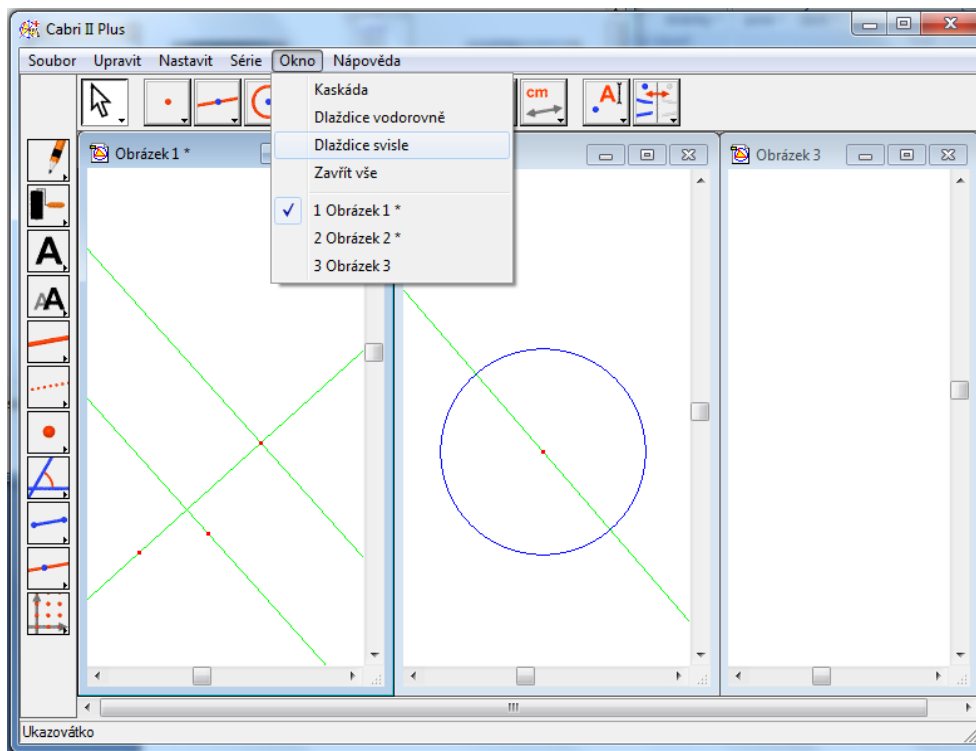 Cabri II Plus
Soubor Upravit Nastavit Série Okno Nápověda
Kaskáda
Dlaždice vodorovně
Dlaždice svisle
Zavřít vše
1 Obrázek 1 *
2 Obrázek 2 *
3 Obrázek 3
cm
A
Obrázek 1 *
Obrázek 3
A
AA
Ukazovátko